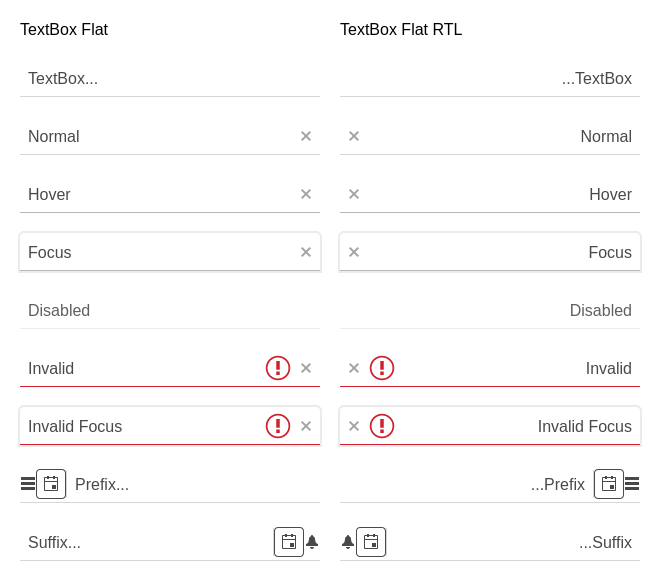 TextBox Flat
TextBox...
Normal
Hover
Focus
Disabled
Invalid
Invalid Focus
Prefix...
Suffix...
TextBox Flat RTL
...TextBox
Normal
Hover
Focus
Disabled
Invalid
Invalid Focus
...Prefix
...Suffix